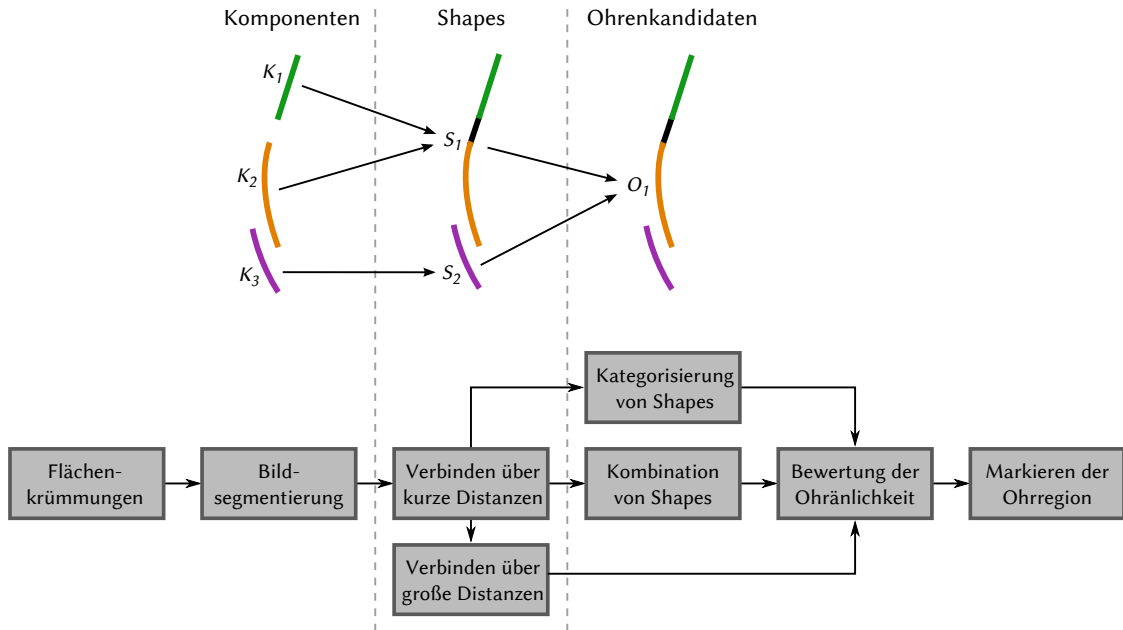 Komponenten
Shapes
Ohrenkandidaten
K1
K2
K3
S1
S2
O1
Kategorisierung
von Shapes
Flächen-
krümmungen
Bild-
segmentierung
Verbinden über
kurze Distanzen
Kombination
von Shapes
Bewertung der
Ohränlichkeit
Markieren der
Ohrregion
Verbinden über
große Distanzen